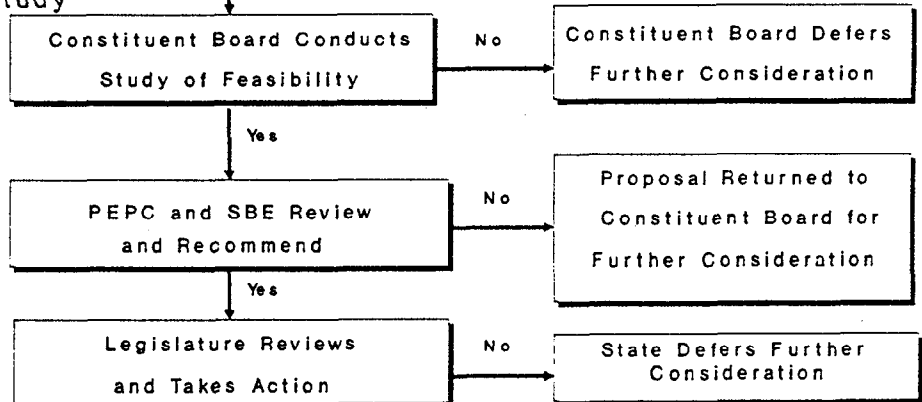 tudy
Constituent Board Conducts
Study of Feasibility
No
Constituent Board Defers
Further Consideration
Yes
PEPC and SBE Review
and Recommend
No
Proposal Returned to
Constituent Board for
Further Consideration
Yes
Legislature Reviews
and Takes Action
No
State Defers Further
Consideration